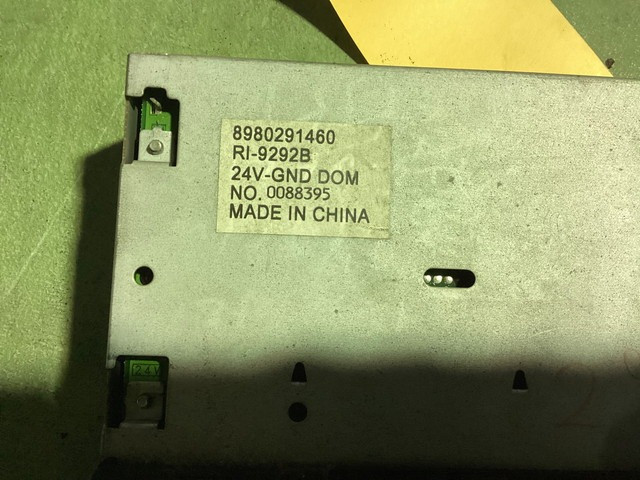 8980291460
RI-9292B
24V-GND DOM
NO. 0088395
MADE IN CHINA
24V